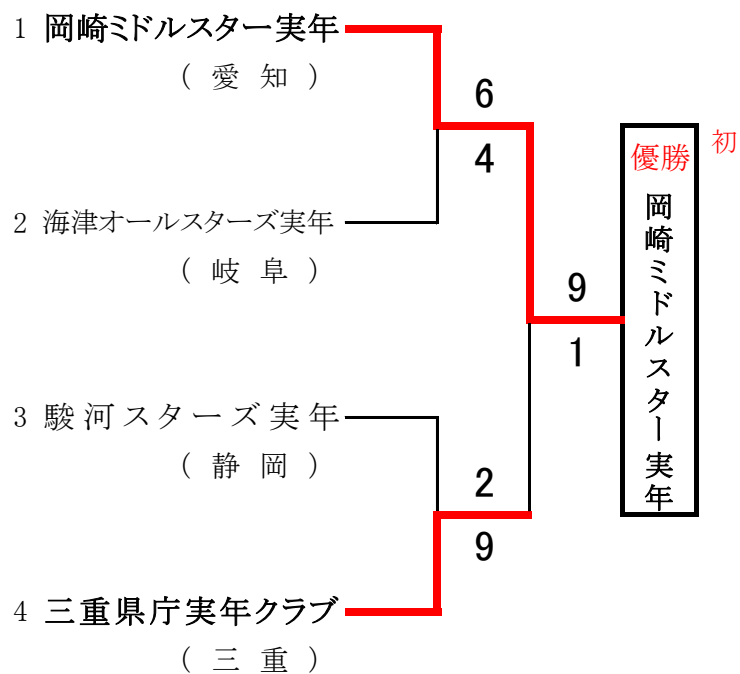 1 岡崎ミドルスター実年
( 愛 知 )
2 海津オールスターズ実年
( 岐 阜 )
3 駿河スターズ実年
( 静 岡 )
4 三重県庁実年クラブ
( 三 重 )
6
4
2
9
9
1
優勝
岡崎ミドルスター実年
初